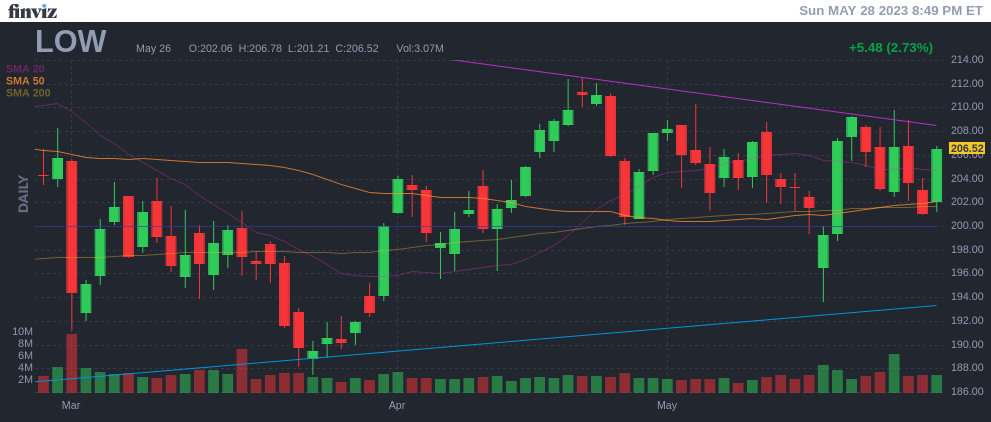 finviz
Sun MAY 28 2023 8:49 PM ET
LOW
May 26 O:202.06 H:206.78 L:201.21 C:206.52 Vol:3.07M
+5.48 (2.73%)
SMA 20
SMA 50
SMA 200
DAILY
214.00
212.00
210.00
208.00
206.52
206.00
204.00
202.00
200.00
198.00
196.00
194.00
192.00
190.00
188.00
186.00
10M
8M
6M
4M
2M
Mar Apr May